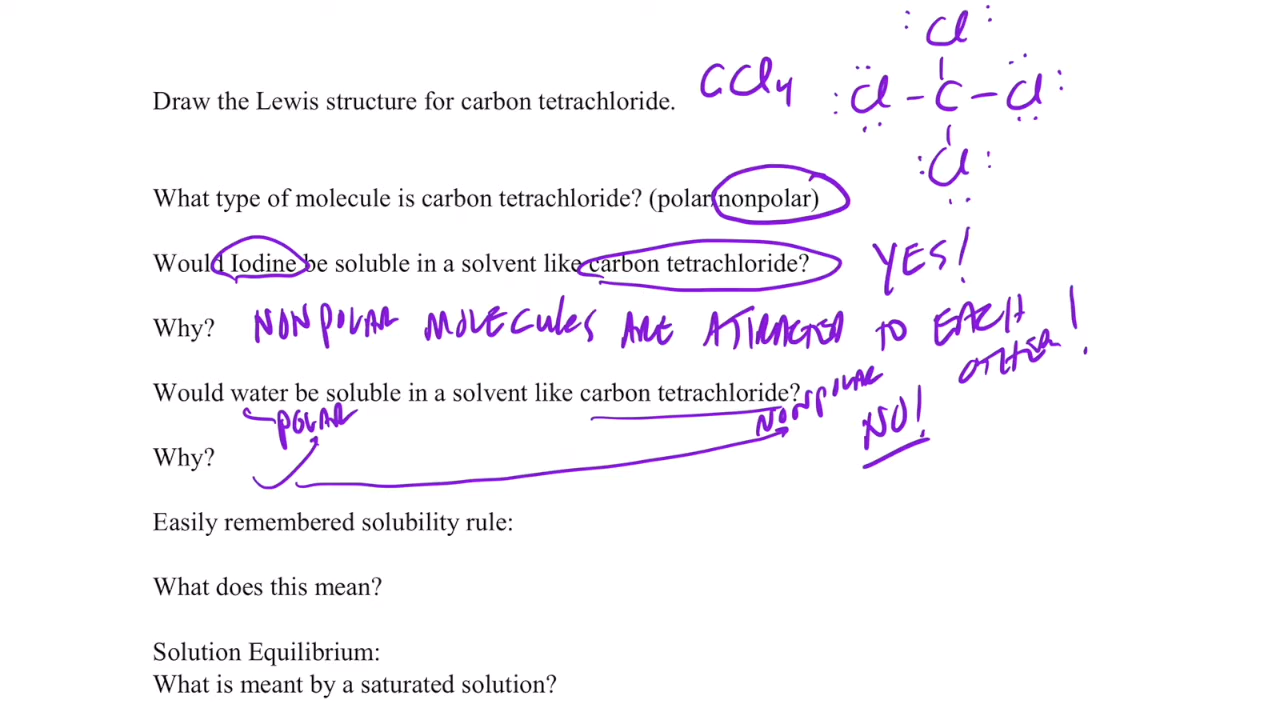 :Cl:
CCl4
Draw the Lewis structure for carbon tetrachloride.
:Cl - C - Cl:
:Cl:
What type of molecule is carbon tetrachloride? (polar, nonpolar)
Would Iodine be soluble in a solvent like carbon tetrachloride? YES!
Why? NONPOLAR MOLECULES ARE ATTRACTED TO EACH OTHER!
Would water be soluble in a solvent like carbon tetrachloride?
POLAR NONPOLAR NO!
Why?
Easily remembered solubility rule:
What does this mean?
Solution Equilibrium:
What is meant by a saturated solution?